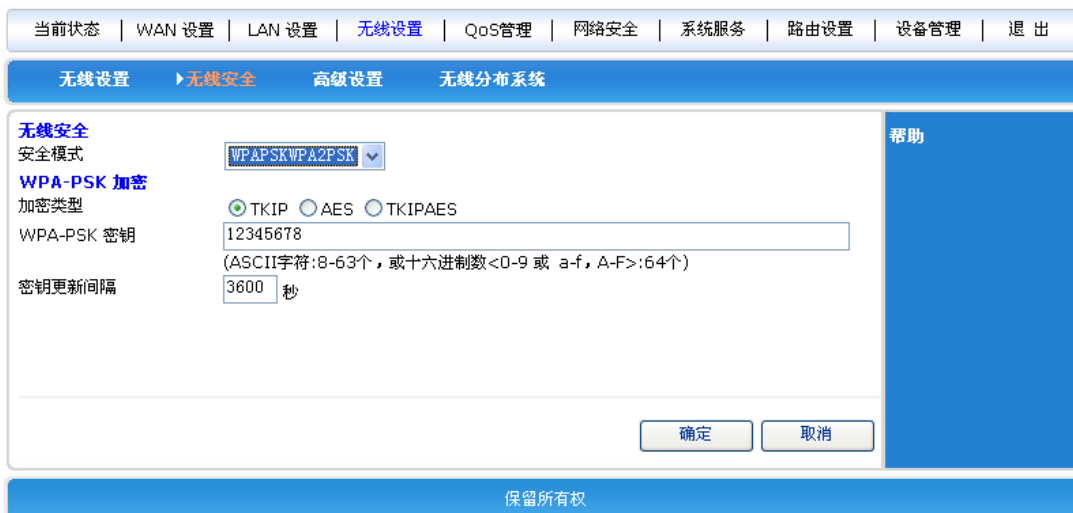 当前状态 | WAN 设置 | LAN 设置 | 无线设置 | QoS管理 | 网络安全 | 系统服务 | 路由设置 | 设备管理 | 退 出
无线设置 无线安全 高级设置 无线分布系统
无线安全
帮助
安全模式 WPAPSKWPA2PSK
WPA-PSK 加密
加密类型 TKIP AES TKIPAES
WPA-PSK 密钥 12345678
(ASCII字符:8-63个，或十六进制数<0-9 或 a-f, A-F>:64个)
密钥更新间隔 3600 秒
确定 取消
保留所有权